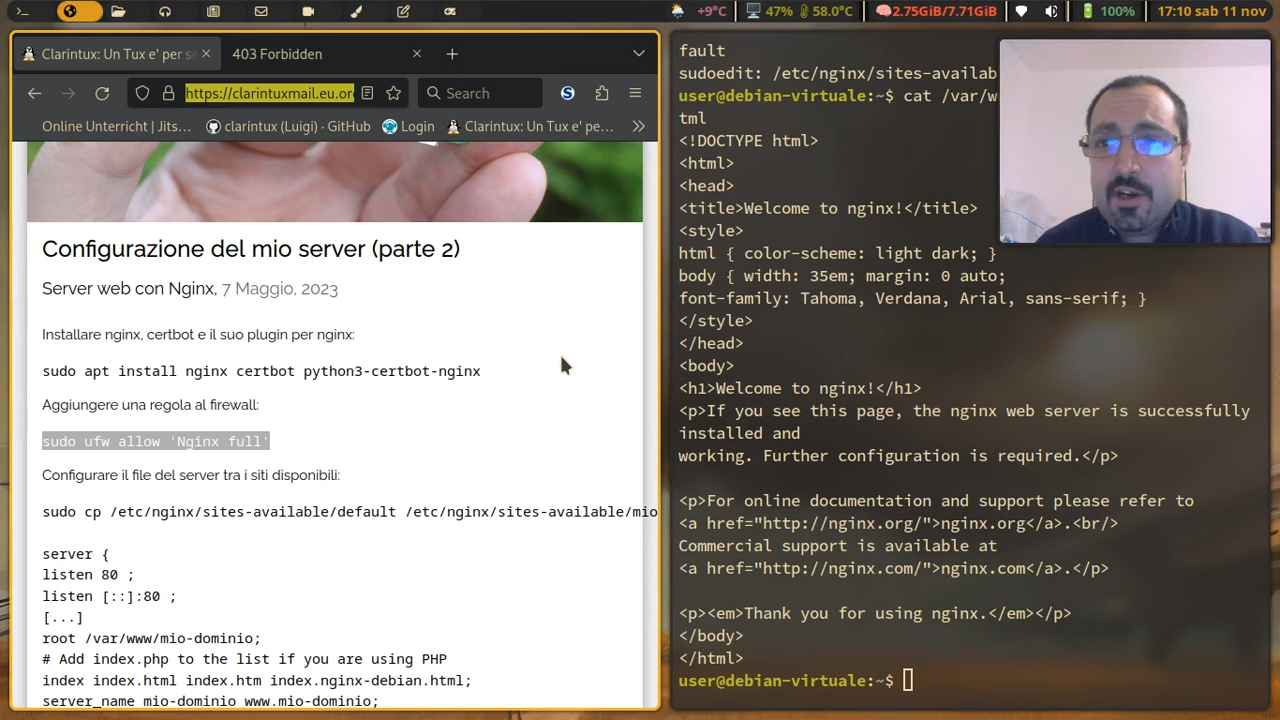 >_
+9°C
47%
58.0°C
2.75GiB/7.71GiB
100%
17:10 sab 11 nov
Clarintux: Un Tux e' per se
403 Forbidden
https://clarintuxmail.eu.or
Search
Online Unterricht | Jits…
clarintux (Luigi) · GitHub
Login
Clarintux: Un Tux e' pe…
Configurazione del mio server (parte 2)
Server web con Nginx, 7 Maggio, 2023
Installare nginx, certbot e il suo plugin per nginx:
sudo apt install nginx certbot python3-certbot-nginx
Aggiungere una regola al firewall:
sudo ufw allow 'Nginx full'
Configurare il file del server tra i siti disponibili:
sudo cp /etc/nginx/sites-available/default /etc/nginx/sites-available/mio
server {
listen 80 ;
listen [::]:80 ;
[...]
root /var/www/mio-dominio;
# Add index.php to the list if you are using PHP
index index.html index.htm index.nginx-debian.html;
server_name mio-dominio www.mio-dominio;
fault
sudoedit: /etc/nginx/sites-availab
user@debian-virtuale:~$ cat /var/w
tml
<!DOCTYPE html>
<html>
<head>
<title>Welcome to nginx!</title>
<style>
html { color-scheme: light dark; }
body { width: 35em; margin: 0 auto;
font-family: Tahoma, Verdana, Arial, sans-serif; }
</style>
</head>
<body>
<h1>Welcome to nginx!</h1>
<p>If you see this page, the nginx web server is successfully
installed and
working. Further configuration is required.</p>
<p>For online documentation and support please refer to
<a href="http://nginx.org/">nginx.org</a>.<br/>
Commercial support is available at
<a href="http://nginx.com/">nginx.com</a>.</p>
<p><em>Thank you for using nginx.</em></p>
</body>
</html>
user@debian-virtuale:~$